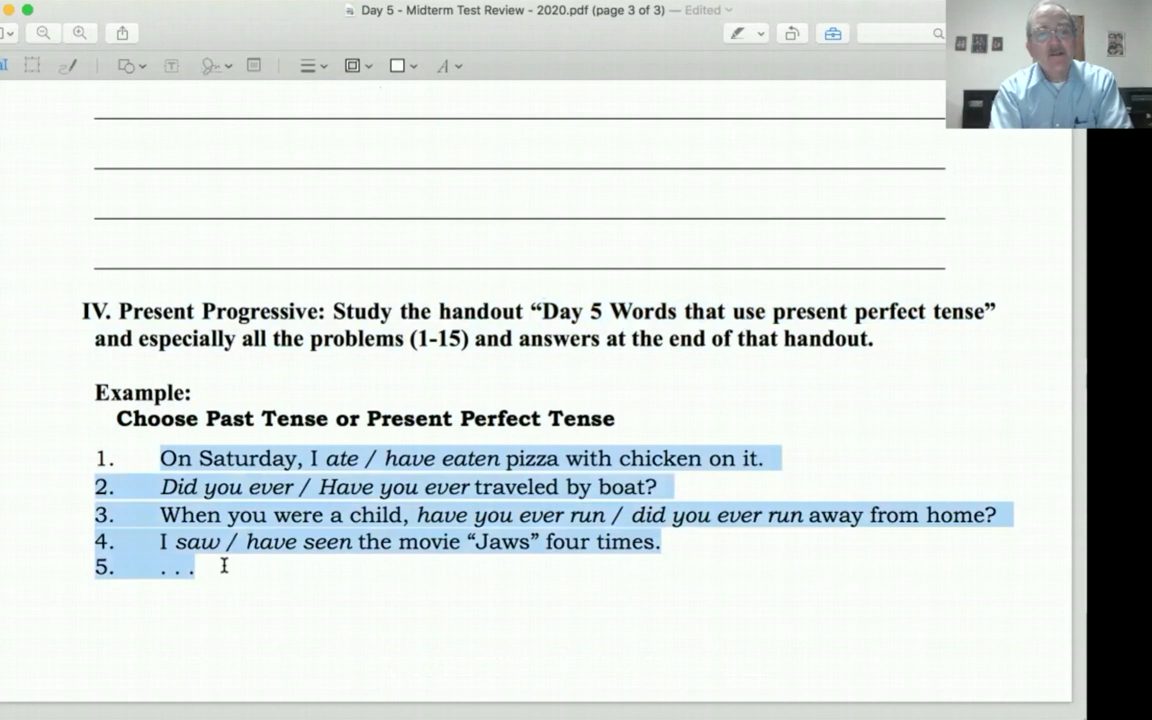 Day 5 - Midterm Test Review - 2020.pdf (page 3 of 3) — Edited
IV. Present Progressive: Study the handout “Day 5 Words that use present perfect tense”
and especially all the problems (1-15) and answers at the end of that handout.
Example:
Choose Past Tense or Present Perfect Tense
1. On Saturday, I ate / have eaten pizza with chicken on it.
2. Did you ever / Have you ever traveled by boat?
3. When you were a child, have you ever run / did you ever run away from home?
4. I saw / have seen the movie “Jaws” four times.
5. . . .